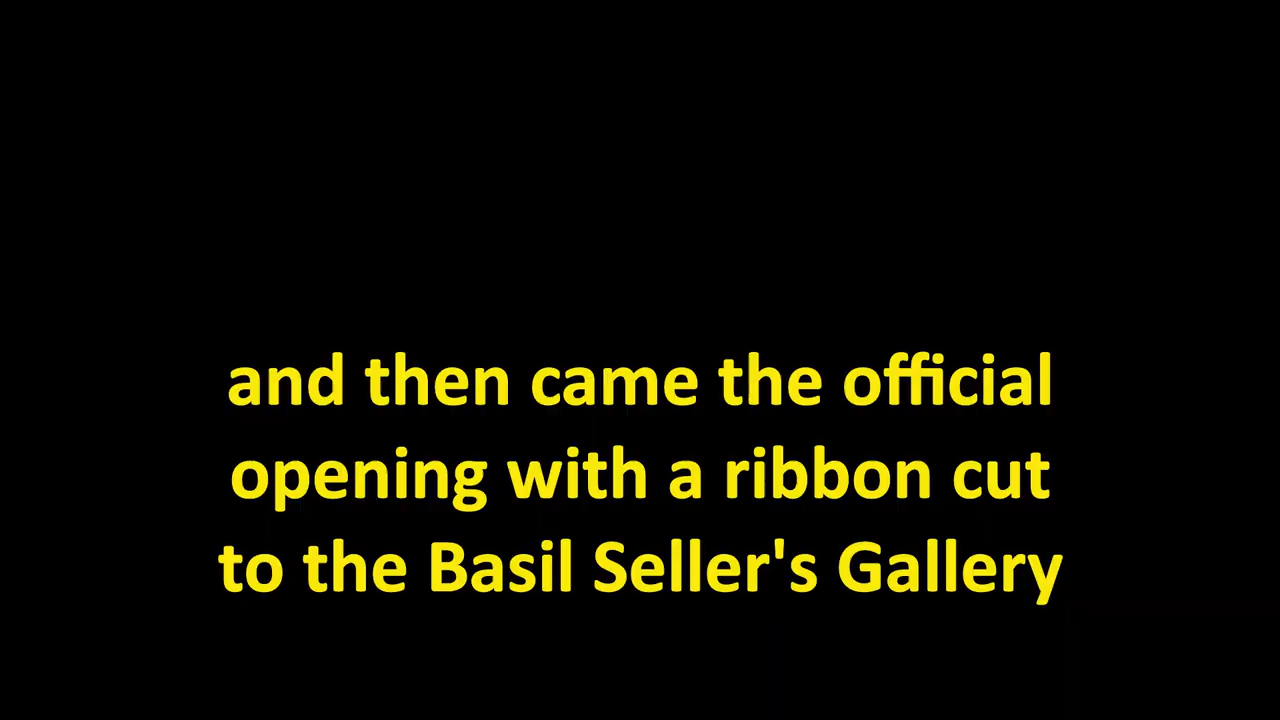 and then came the official
opening with a ribbon cut
to the Basil Seller's Gallery